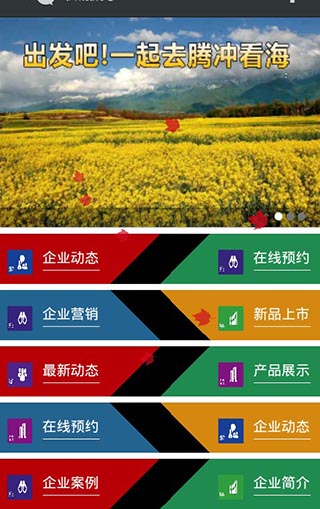 出发吧!一起去腾冲看海
企业动态 在线预约
企业营销 新品上市
最新动态 产品展示
在线预约 企业动态
企业案例 企业简介